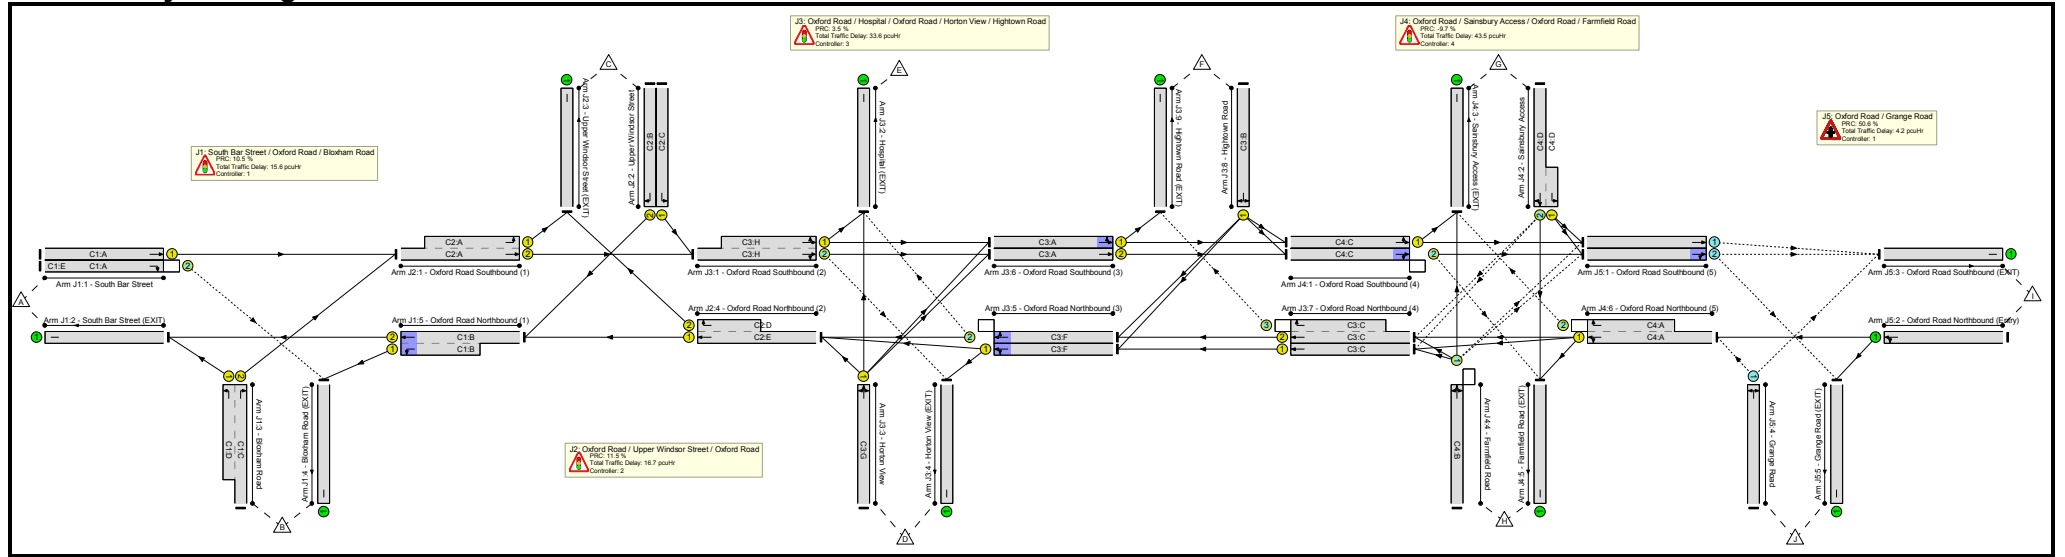 J3: Oxford Road / Hospital / Oxford Road / Horton View / Hightown Road
PRC: 3.5 %
Total Traffic Delay: 33.6 pcuHr
Controller: 3
J4: Oxford Road / Sainsbury Access / Oxford Road / Farmfield Road
PRC: -9.7 %
Total Traffic Delay: 43.5 pcuHr
Controller: 4
J5: Oxford Road / Grange Road
PRC: 50.6 %
Total Traffic Delay: 4.2 pcuHr
Controller: 1
J1: South Bar Street / Oxford Road / Bloxham Road
PRC: 10.5 %
Total Traffic Delay: 15.6 pcuHr
Controller: 1
J2: Oxford Road / Upper Windsor Street / Oxford Road
PRC: 11.5 %
Total Traffic Delay: 16.7 pcuHr
Controller: 2
C
E
F
G
Arm J2:3 - Upper Windsor Street (EXIT)
Arm J2:2 - Upper Windsor Street
C2:B
C2:C
Arm J3:2 - Hospital (EXIT)
Arm J3:9 - Hightown Road (EXIT)
Arm J3:8 - Hightown Road
C3:B
Arm J4:3 - Sainsbury Access (EXIT)
Arm J4:2 - Sainsbury Access
C4:D
C4:D
C1:A
C1:E
C1:A
Arm J1:1 - South Bar Street
C2:A
C2:A
Arm J2:1 - Oxford Road Southbound (1)
C3:H
C3:H
Arm J3:1 - Oxford Road Southbound (2)
C3:A
C3:A
Arm J3:6 - Oxford Road Southbound (3)
C4:C
C4:C
Arm J4:1 - Oxford Road Southbound (4)
Arm J5:1 - Oxford Road Southbound (5)
Arm J5:3 - Oxford Road Southbound (EXIT)
A
I
Arm J1:2 - South Bar Street (EXIT)
Arm J1:5 - Oxford Road Northbound (1)
C1:B
C1:B
Arm J2:4 - Oxford Road Northbound (2)
C2:D
C2:E
Arm J3:5 - Oxford Road Northbound (3)
C3:F
C3:F
Arm J3:7 - Oxford Road Northbound (4)
C3:C
C3:C
C3:C
Arm J4:6 - Oxford Road Northbound (5)
C4:A
C4:A
Arm J5:2 - Oxford Road Northbound (Entry)
C1:D
C1:C
Arm J1:3 - Bloxham Road
Arm J1:4 - Bloxham Road (EXIT)
C3:G
Arm J3:3 - Horton View
Arm J3:4 - Horton View (EXIT)
C4:B
Arm J4:4 - Farmfield Road
Arm J4:5 - Farmfield Road (EXIT)
Arm J5:4 - Grange Road
Arm J5:5 - Grange Road (EXIT)
B
D
H
J